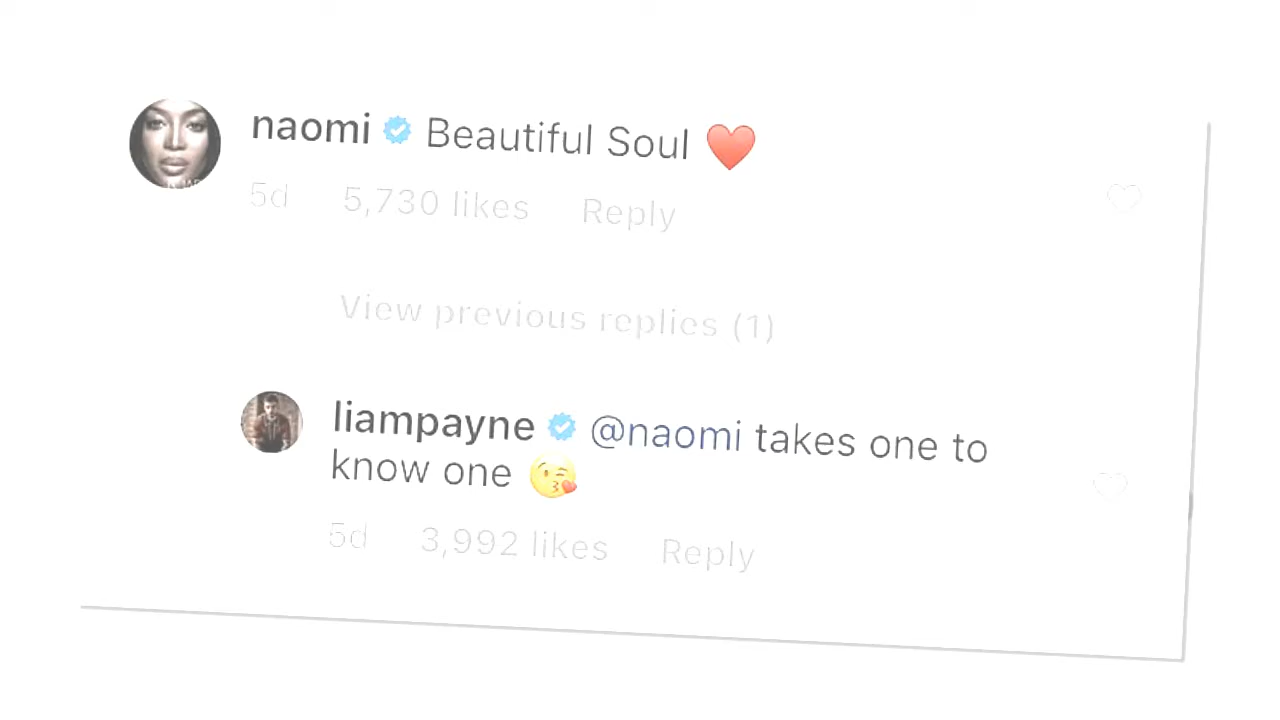 naomi Beautiful Soul ❤️
5d 5,730 likes Reply
View previous replies (1)
liampayne @naomi takes one to
know one 😘
5d 3,992 likes Reply